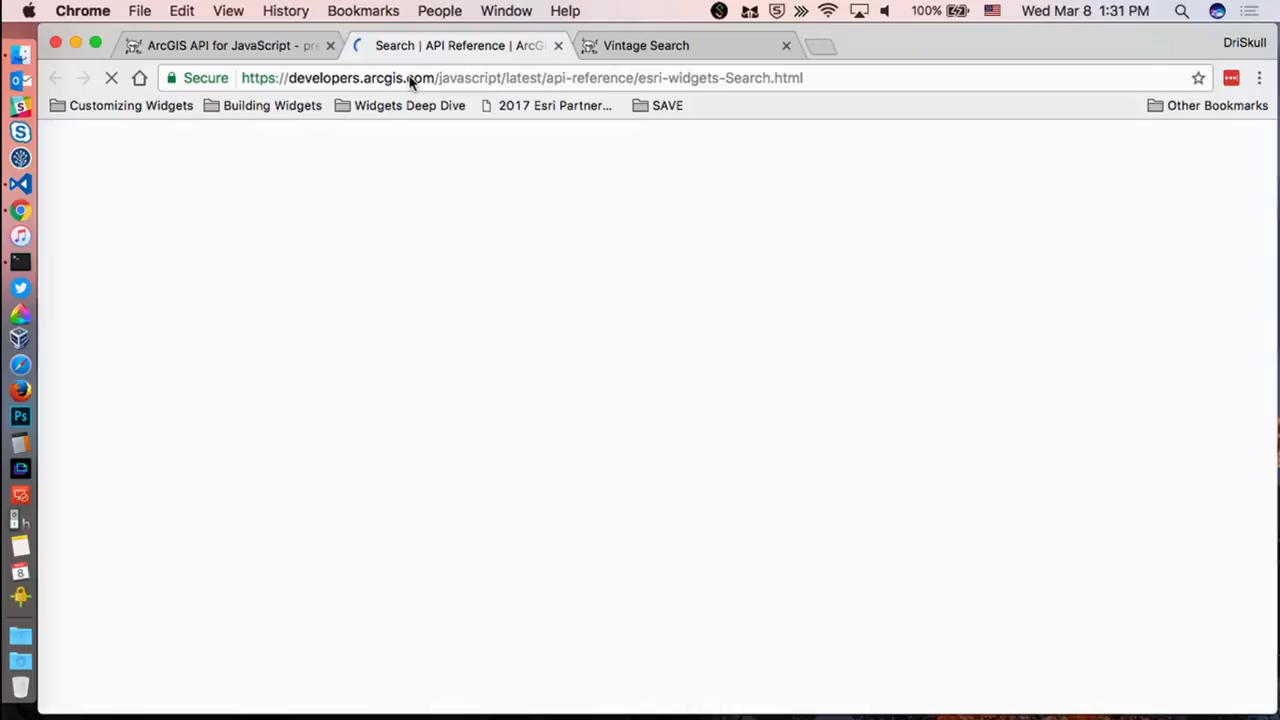 Chrome File Edit View History Bookmarks People Window Help 100% Wed Mar 8 1:31 PM
ArcGIS API for JavaScript - pre Search | API Reference | ArcG Vintage Search DriSkull
Secure https://developers.arcgis.com/javascript/latest/api-reference/esri-widgets-Search.html
Customizing Widgets Building Widgets Widgets Deep Dive 2017 Esri Partner... SAVE Other Bookmarks